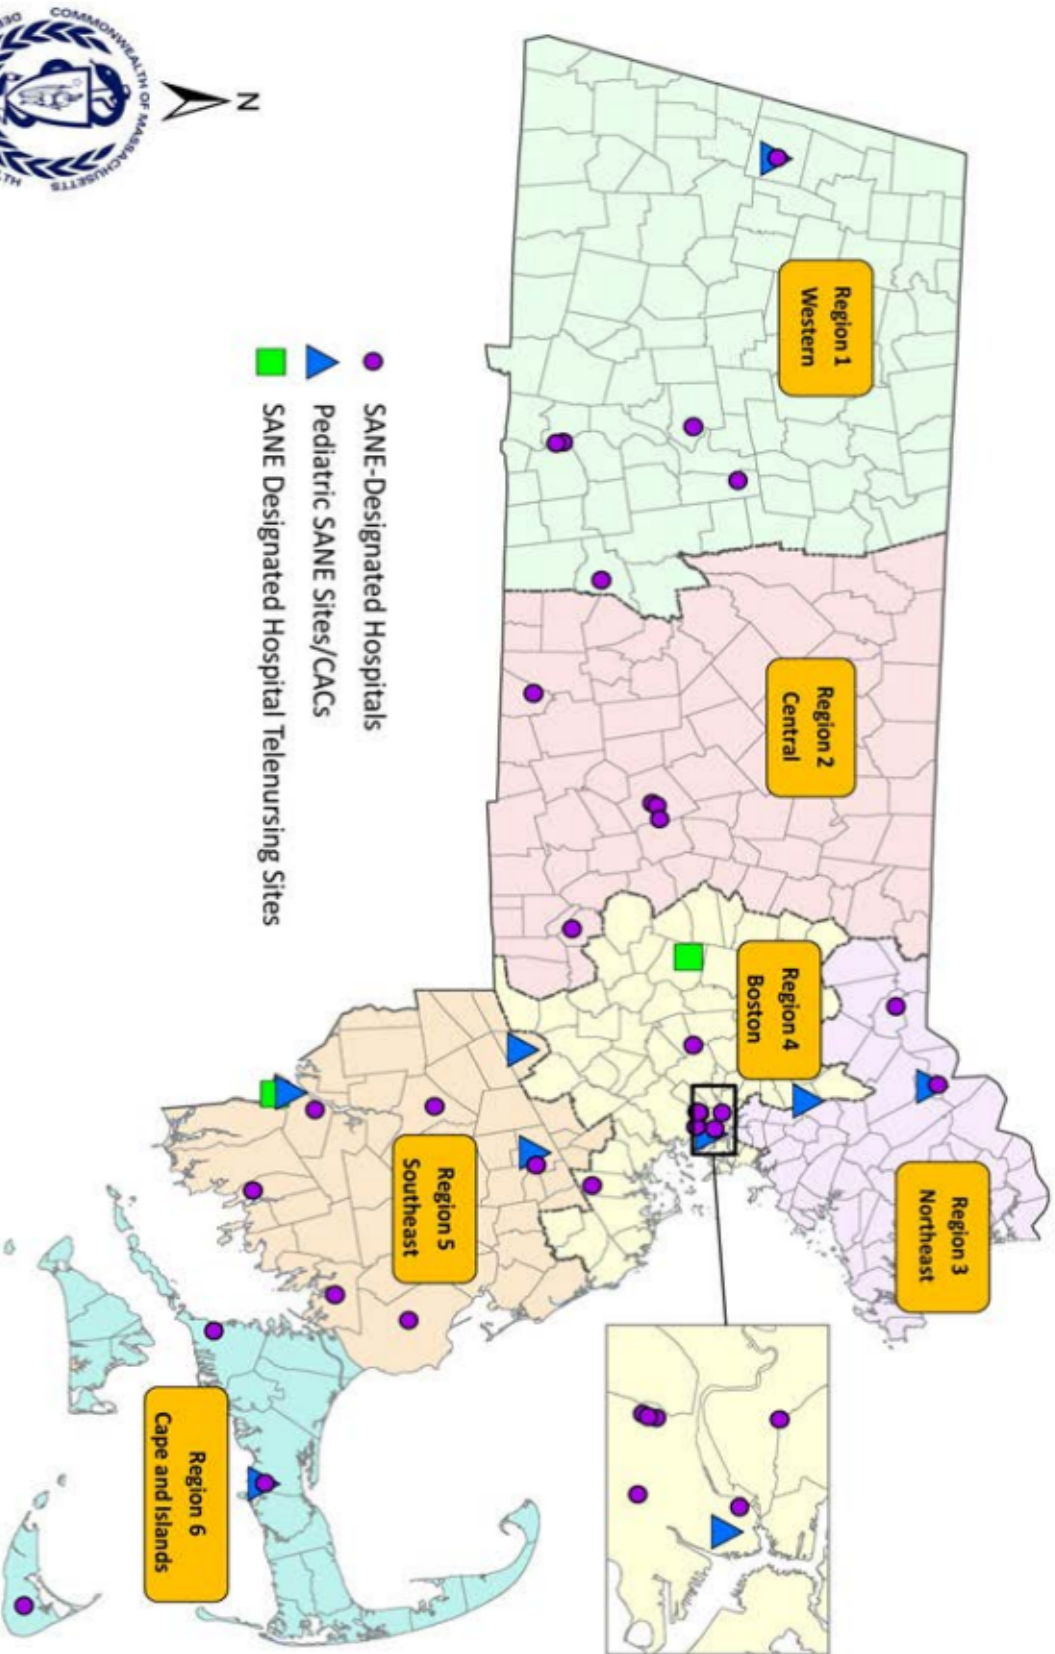 Region 1
Western
Region 2
Central
Region 3
Northeast
Region 4
Boston
Region 5
Southeast
Region 6
Cape and Islands
SANE-Designated Hospitals
Pediatric SANE Sites/CACs
SANE Designated Hospital Telenursing Sites
N
COMMONWEALTH OF MASSACHUSETTS